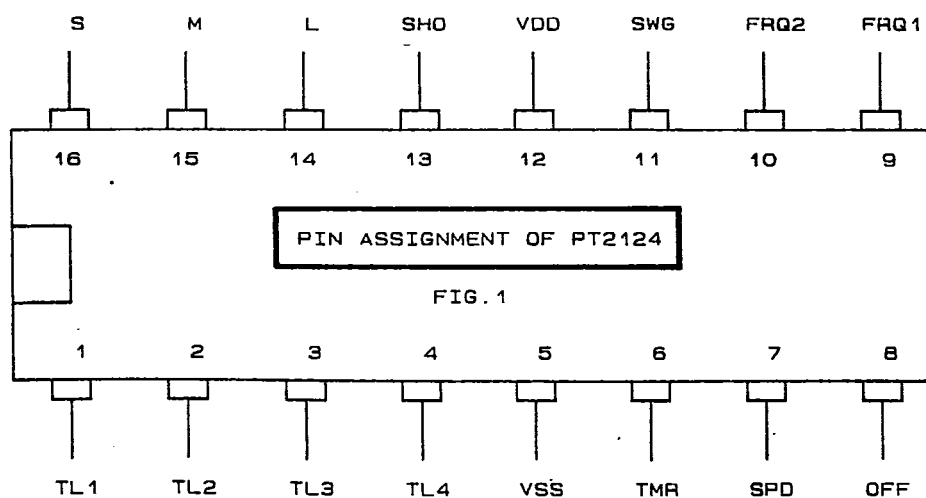 S M L SHO VDD SWG FRQ2 FRQ1
16 15 14 13 12 11 10 9
PIN ASSIGNMENT OF PT2124
FIG.1
1 2 3 4 5 6 7 8
TL1 TL2 TL3 TL4 VSS TMR SPD OFF